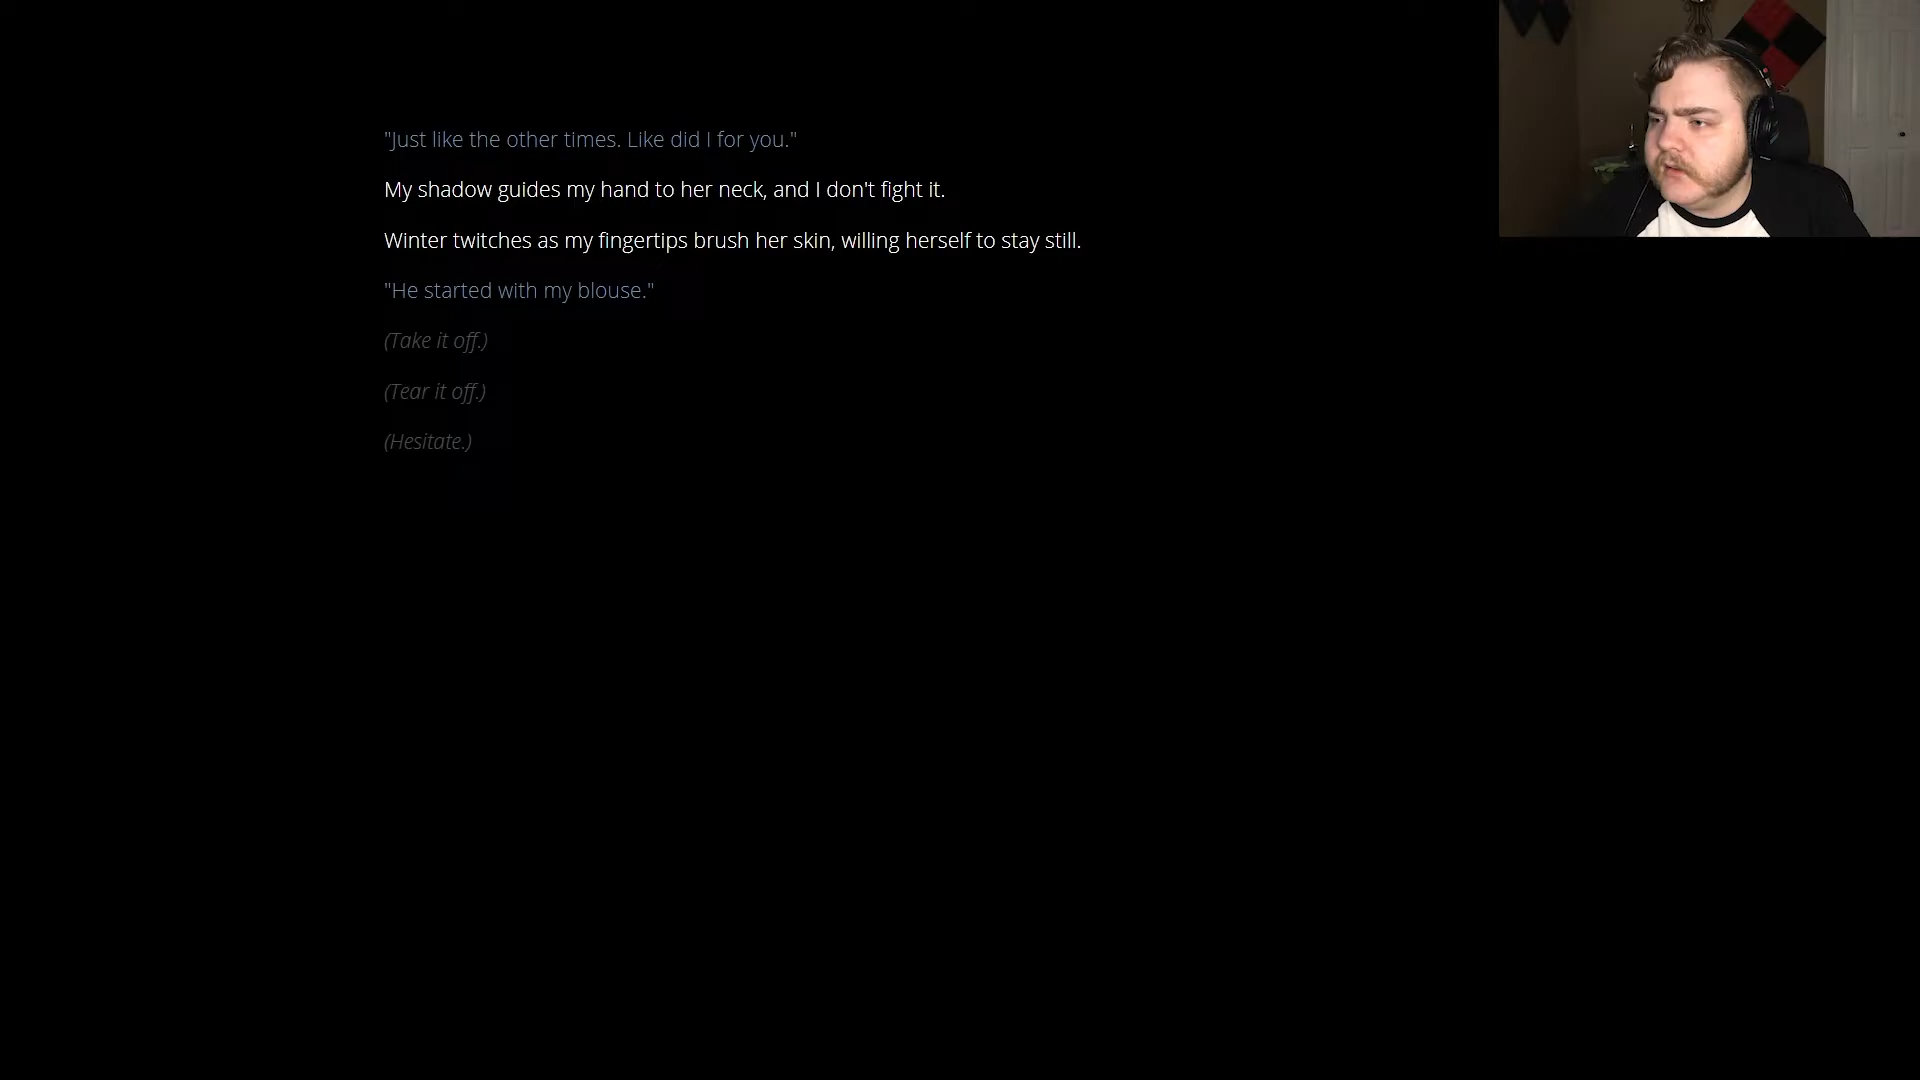 "Just like the other times. Like did I for you."
My shadow guides my hand to her neck, and I don't fight it.
Winter twitches as my fingertips brush her skin, willing herself to stay still.
"He started with my blouse."
(Take it off.)
(Tear it off.)
(Hesitate.)